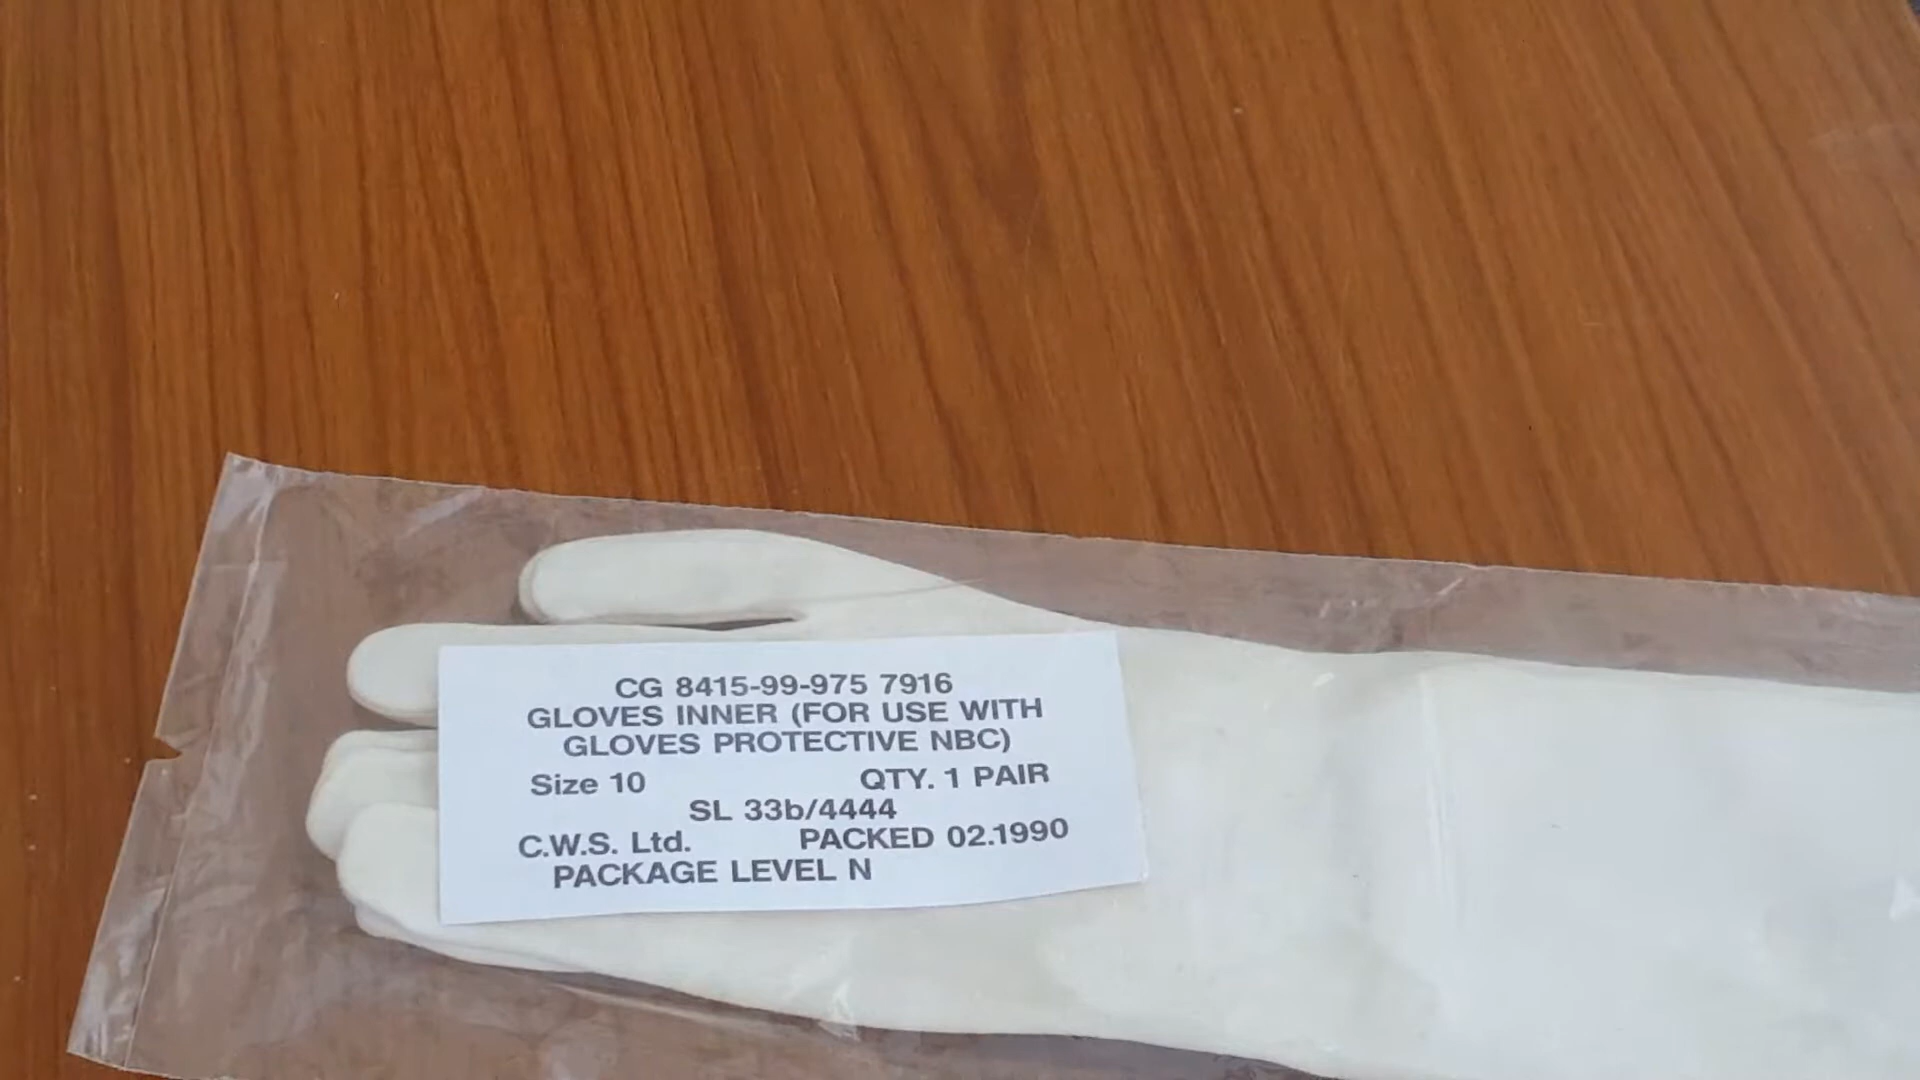 CG 8415-99-975 7916
GLOVES INNER (FOR USE WITH
GLOVES PROTECTIVE NBC)
Size 10 QTY. 1 PAIR
SL 33b/4444
C.W.S. Ltd. PACKED 02.1990
PACKAGE LEVEL N